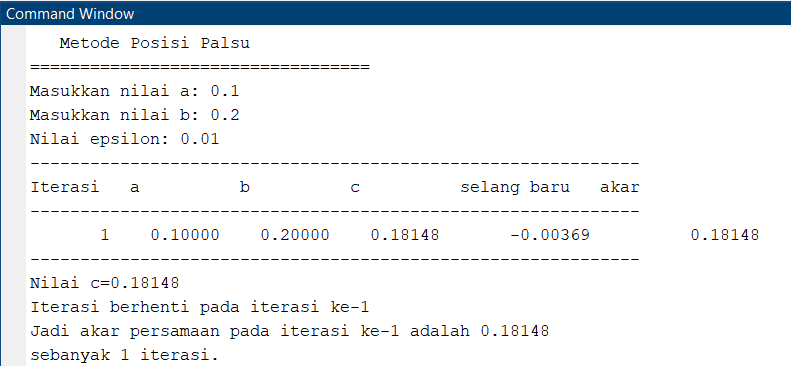 Command Window
Metode Posisi Palsu
==================================
Masukkan nilai a: 0.1
Masukkan nilai b: 0.2
Nilai epsilon: 0.01
-------------------------------------------------------------
Iterasi   a          b          c          selang baru   akar
-------------------------------------------------------------
1    0.10000    0.20000    0.18148       -0.00369          0.18148
-------------------------------------------------------------
Nilai c=0.18148
Iterasi berhenti pada iterasi ke-1
Jadi akar persamaan pada iterasi ke-1 adalah 0.18148
sebanyak 1 iterasi.